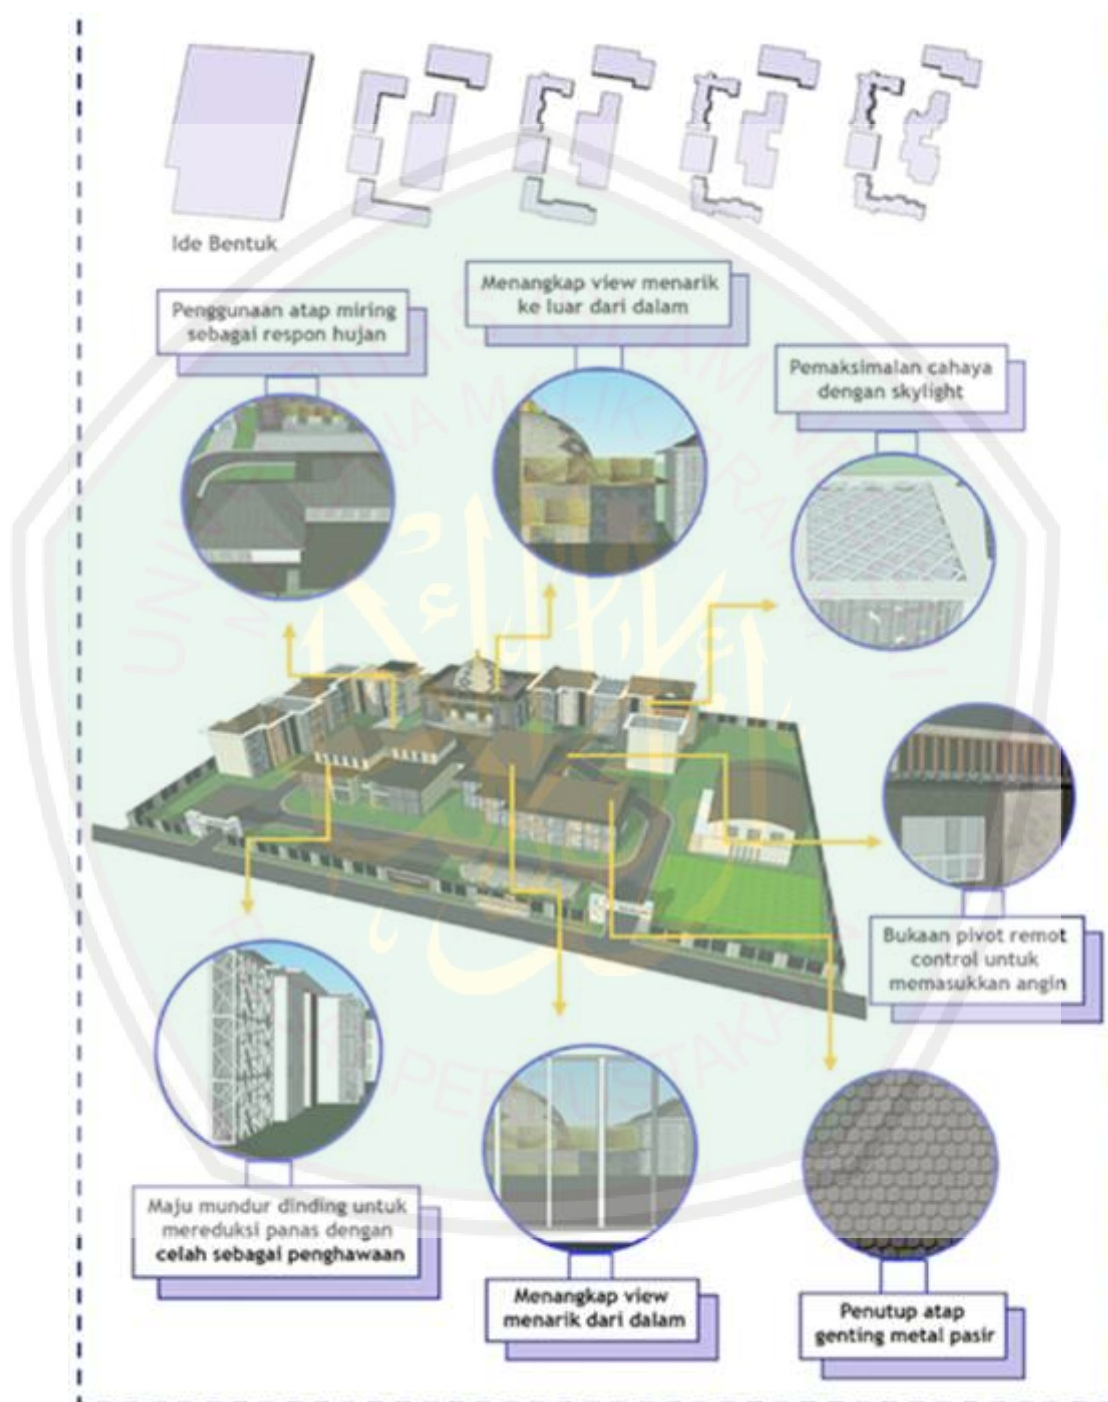 Ide Bentuk
Penggunaan atap miring
sebagai respon hujan
Menangkap view menarik
ke luar dari dalam
Pemaksimalan cahaya
dengan skylight
Bukaan pivot remot
control untuk
memasukkan angin
Maju mundur dinding untuk
mereduksi panas dengan
celah sebagai penghawaan
Menangkap view
menarik dari dalam
Penutup atap
genting metal pasir